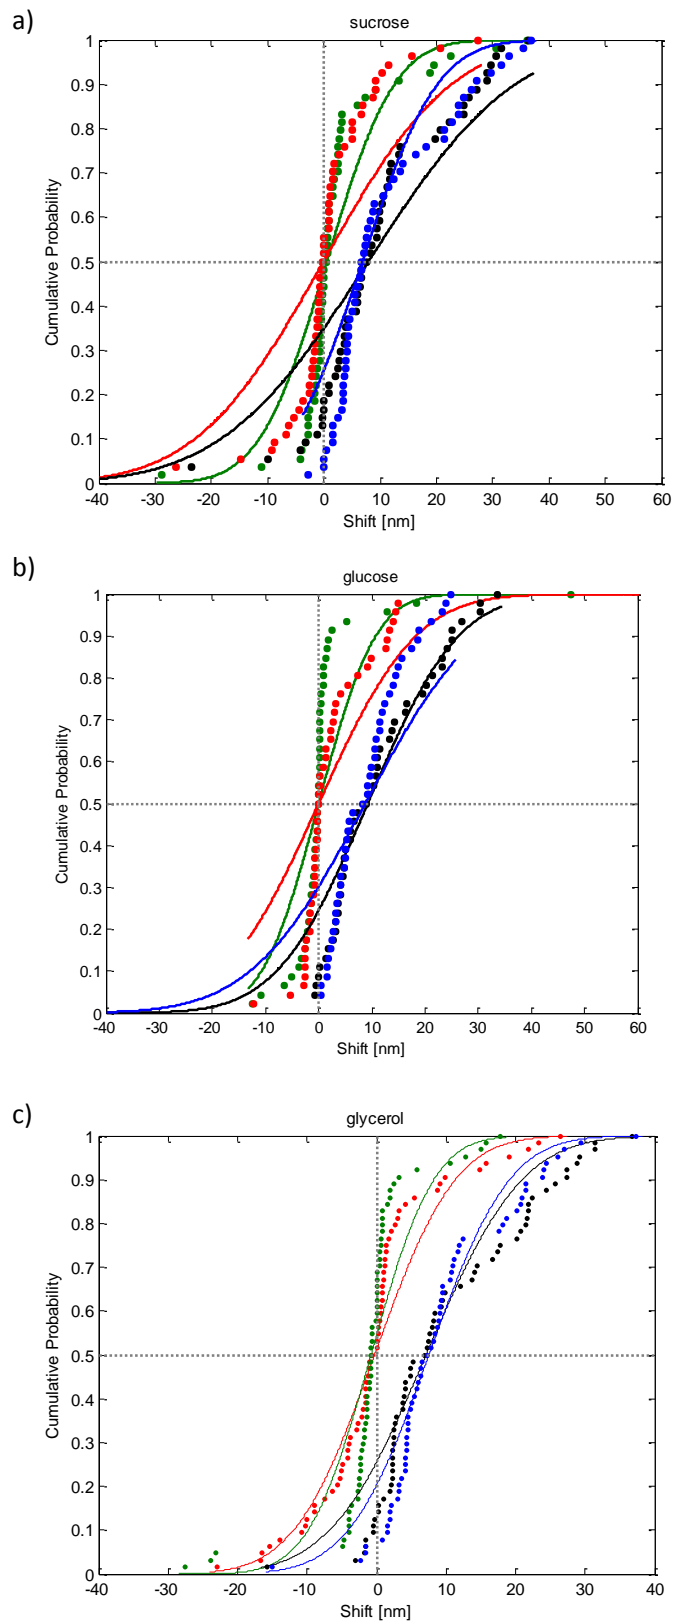 a)
sucrose
1
0.9
0.8
0.7
0.6
0.5
0.4
0.3
0.2
0.1
0
Cumulative Probability
-40 -30 -20 -10 0 10 20 30 40 50 60
Shift [nm]
b)
glucose
1
0.9
0.8
0.7
0.6
0.5
0.4
0.3
0.2
0.1
0
Cumulative Probability
-40 -30 -20 -10 0 10 20 30 40 50 60
Shift [nm]
c)
glycerol
1
0.9
0.8
0.7
0.6
0.5
0.4
0.3
0.2
0.1
0
Cumulative Probability
-40 -30 -20 -10 0 10 20 30 40
Shift [nm]